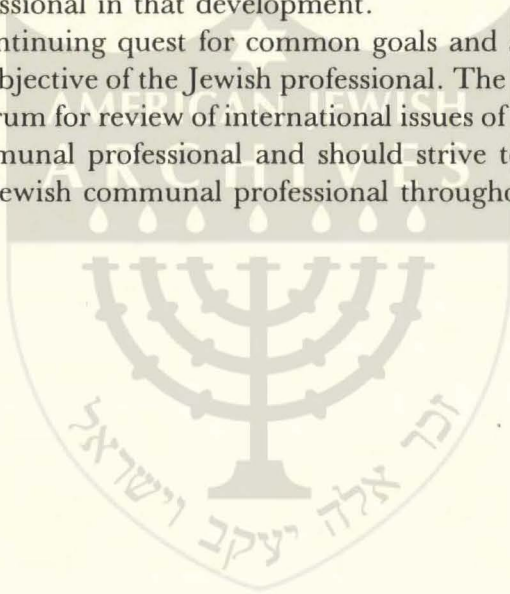 ssional in that development.
ntinuing quest for common goals and
bjective of the Jewish professional. The
rum for review of international issues of
munal professional and should strive t
ewish communal professional througho
AMERICAN JEWISH
ARCHIVES
זכר אלה יעקב וישראל